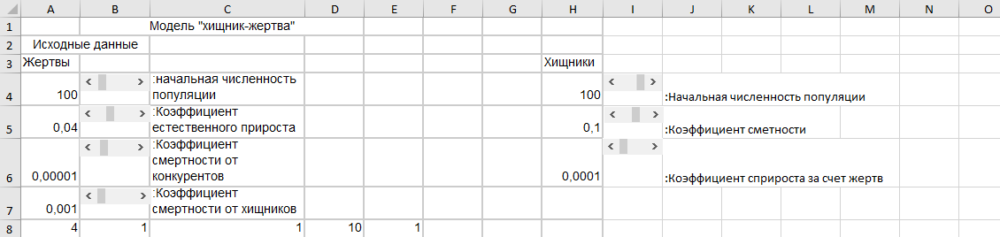 A B C D E F G H I J K L M N O
1 Модель "хищник-жертва"
2 Исходные данные
3 Жертвы Хищники
4 100 :начальная численность популяции 100 :Начальная численность популяции
5 0,04 :Коэффициент естественного прироста 0,1 :Коэффициент сметности
6 0,00001 :Коэффициент смертности от конкурентов 0,0001 :Коэффициент сприроста за счет жертв
7 0,001 :Коэффициент смертности от хищников
8 4 1 1 10 1